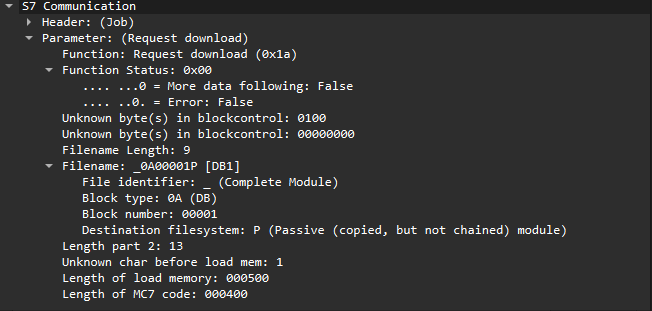 S7 Communication
Header: (Job)
Parameter: (Request download)
Function: Request download (0x1a)
Function Status: 0x00
.... ...0 = More data following: False
.... ..0. = Error: False
Unknown byte(s) in blockcontrol: 0100
Unknown byte(s) in blockcontrol: 00000000
Filename Length: 9
Filename: _0A00001P [DB1]
File identifier: _ (Complete Module)
Block type: 0A (DB)
Block number: 00001
Destination filesystem: P (Passive (copied, but not chained) module)
Length part 2: 13
Unknown char before load mem: 1
Length of load memory: 000500
Length of MC7 code: 000400